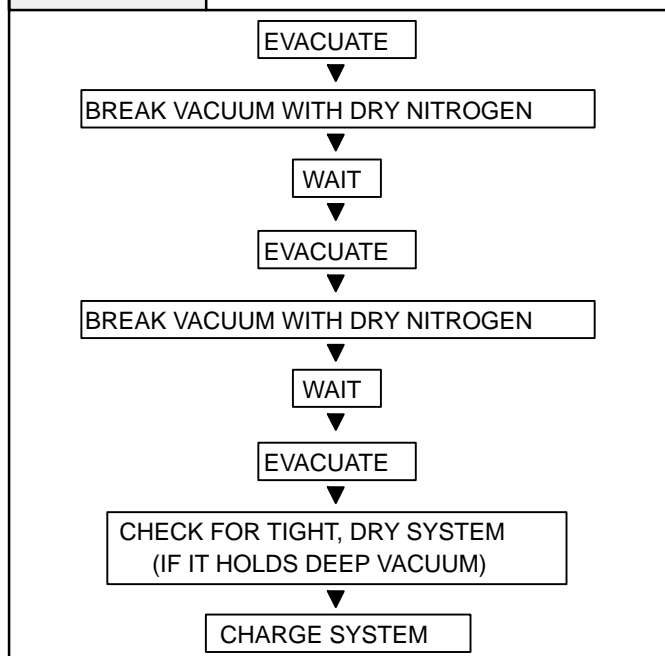 EVACUATE
BREAK VACUUM WITH DRY NITROGEN
WAIT
EVACUATE
BREAK VACUUM WITH DRY NITROGEN
WAIT
EVACUATE
CHECK FOR TIGHT, DRY SYSTEM
(IF IT HOLDS DEEP VACUUM)
CHARGE SYSTEM